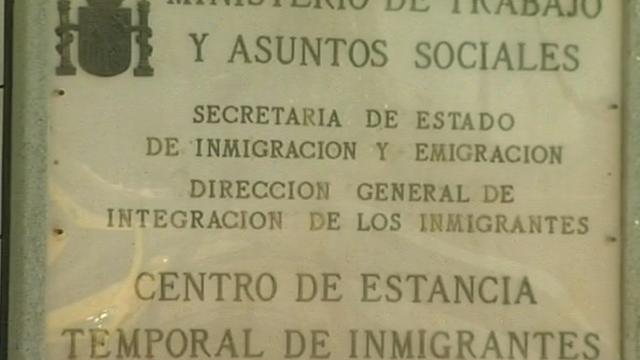 MINISTERIO DE TRABAJO
Y ASUNTOS SOCIALES
SECRETARIA DE ESTADO
DE INMIGRACION Y EMIGRACION
DIRECCION GENERAL DE
INTEGRACION DE LOS INMIGRANTES
CENTRO DE ESTANCIA
TEMPORAL DE INMIGRANTES